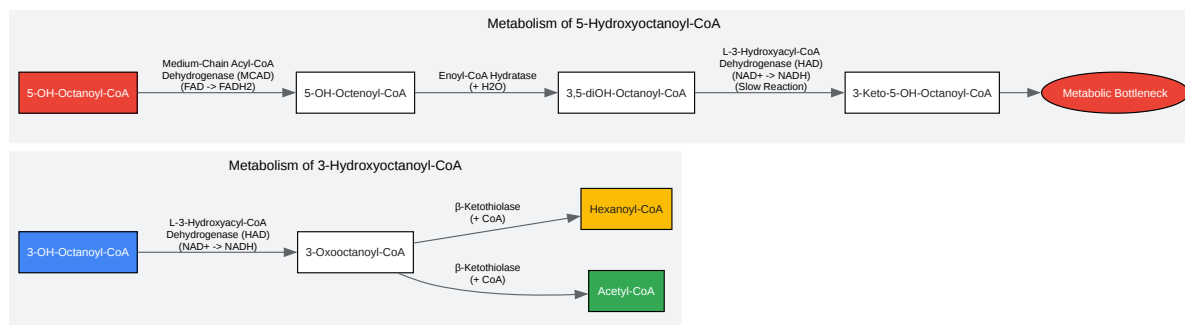 Metabolism of 5-Hydroxyoctanoyl-CoA
5-OH-Octanoyl-CoA
Medium-Chain Acyl-CoA
Dehydrogenase (MCAD)
(FAD -> FADH2)
5-OH-Octenoyl-CoA
Enoyl-CoA Hydratase
(+ H2O)
3,5-diOH-Octanoyl-CoA
L-3-Hydroxyacyl-CoA
Dehydrogenase (HAD)
(NAD+ -> NADH)
(Slow Reaction)
3-Keto-5-OH-Octanoyl-CoA
Metabolic Bottleneck
Metabolism of 3-Hydroxyoctanoyl-CoA
3-OH-Octanoyl-CoA
L-3-Hydroxyacyl-CoA
Dehydrogenase (HAD)
(NAD+ -> NADH)
3-Oxooctanoyl-CoA
β-Ketothiolase
(+ CoA)
Hexanoyl-CoA
β-Ketothiolase
(+ CoA)
Acetyl-CoA